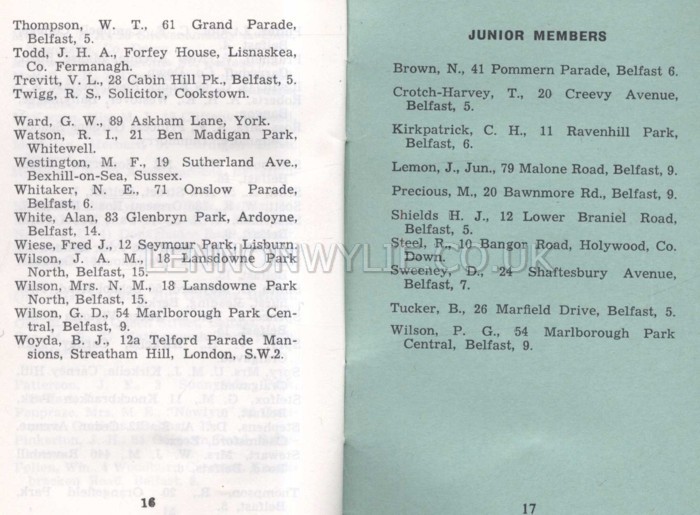 Thompson, W. T., 61 Grand Parade,
Belfast, 5.
Todd, J. H. A., Forfey House, Lisnaskea,
Co. Fermanagh.
Trevitt, V. L., 28 Cabin Hill Pk., Belfast, 5.
Twigg, R. S., Solicitor, Cookstown.
Ward, G. W., 89 Askham Lane, York.
Watson, R. I., 21 Ben Madigan Park,
Whitewell.
Westington, M. F., 19 Sutherland Ave.,
Bexhill-on-Sea, Sussex.
Whitaker, N. E., 71 Onslow Parade,
Belfast, 6.
White, Alan, 83 Glenbryn Park, Ardoyne,
Belfast, 14.
Wiese, Fred J., 12 Seymour Park, Lisburn.
Wilson, J. A. M., 18 Lansdowne Park
North, Belfast, 15.
Wilson, Mrs. N. M., 18 Lansdowne Park
North, Belfast, 15.
Wilson, G. D., 54 Marlborough Park Cen-
tral, Belfast, 9.
Woyda, B. J., 12a Telford Parade Man-
sions, Streatham Hill, London, S.W.2.
16
JUNIOR MEMBERS
Brown, N., 41 Pommern Parade, Belfast 6.
Crotch-Harvey, T., 20 Creevy Avenue,
Belfast, 5.
Kirkpatrick, C. H., 11 Ravenhill Park,
Belfast, 6.
Lemon, J., Jun., 79 Malone Road, Belfast, 9.
Precious, M., 20 Bawnmore Rd., Belfast, 9.
Shields H. J., 12 Lower Braniel Road,
Belfast, 5.
Steel, R., 10 Bangor Road, Holywood, Co.
Down.
Sweeney, D., 24 Shaftesbury Avenue,
Belfast, 7.
Tucker, B., 26 Marfield Drive, Belfast, 5.
Wilson, P. G., 54 Marlborough Park
Central, Belfast, 9.
17
LENNONWYLIE.CO.UK